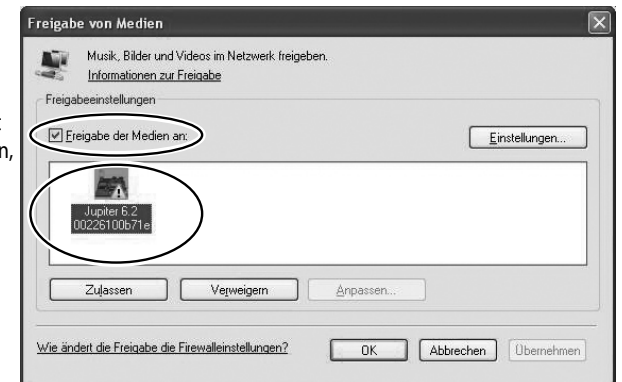 Freigabe von Medien
Musik, Bilder und Videos im Netzwerk freigeben.
Informationen zur Freigabe
Freigabeeinstellungen
Freigabe der Medien an:
Einstellungen...
n,
Jupiter 6.2
00226100b71e
Zulassen
Verweigern
Anpassen...
Wie ändert die Freigabe die Firewalleinstellungen?
OK
Abbrechen
Übernehmen